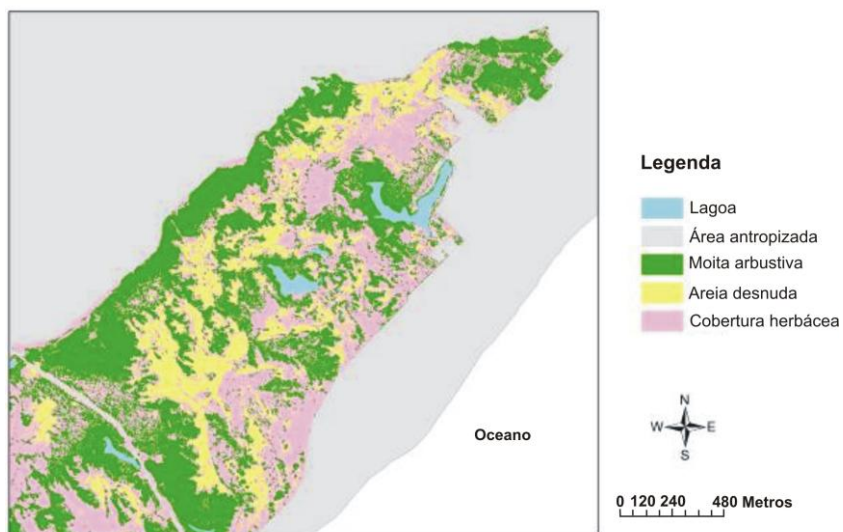 Legenda
Lagoa
Área antropizada
Moita arbustiva
Areia desnuda
Cobertura herbácea
Oceano
N
W E
S
0 120 240 480 Metros